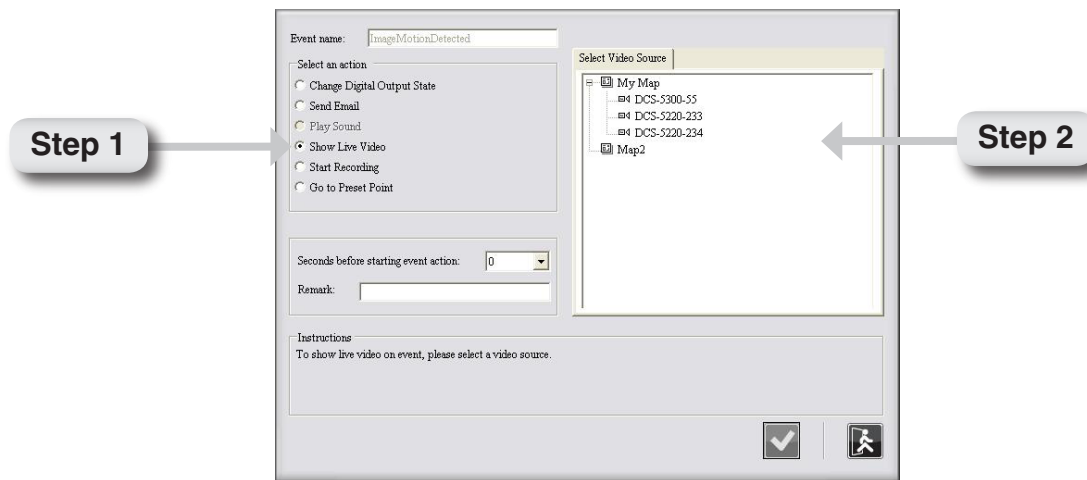 Event name: ImageMotionDetected
Select an action
Change Digital Output State
Send Email
Play Sound
Show Live Video
Start Recording
Go to Preset Point
Seconds before starting event action: 0
Remark:
Select Video Source
My Map
DCS-5300-55
DCS-5220-233
DCS-5220-234
Map2
Instructions
To show live video on event, please select a video source.
Step 1
Step 2